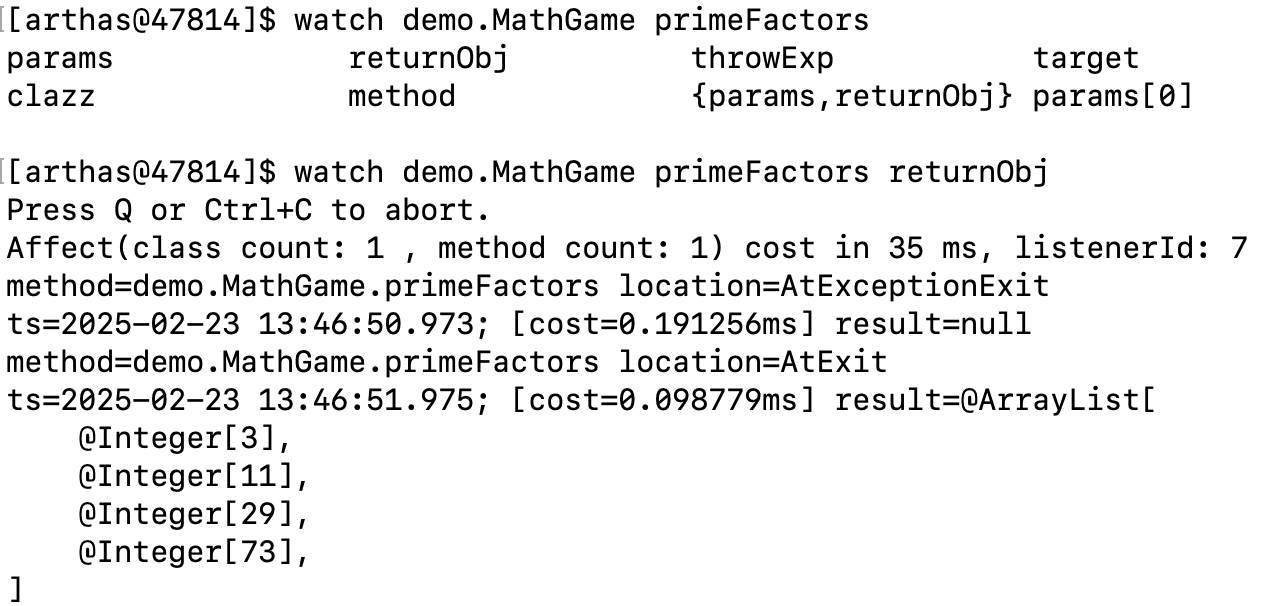 [arthas@47814]$ watch demo.MathGame primeFactors
params returnObj throwExp target
clazz method {params,returnObj} params[0]
[arthas@47814]$ watch demo.MathGame primeFactors returnObj
Press Q or Ctrl+C to abort.
Affect(class count: 1 , method count: 1) cost in 35 ms, listenerId: 7
method=demo.MathGame.primeFactors location=AtExceptionExit
ts=2025-02-23 13:46:50.973; [cost=0.191256ms] result=null
method=demo.MathGame.primeFactors location=AtExit
ts=2025-02-23 13:46:51.975; [cost=0.098779ms] result=@ArrayList[
    @Integer[3],
    @Integer[11],
    @Integer[29],
    @Integer[73],
]